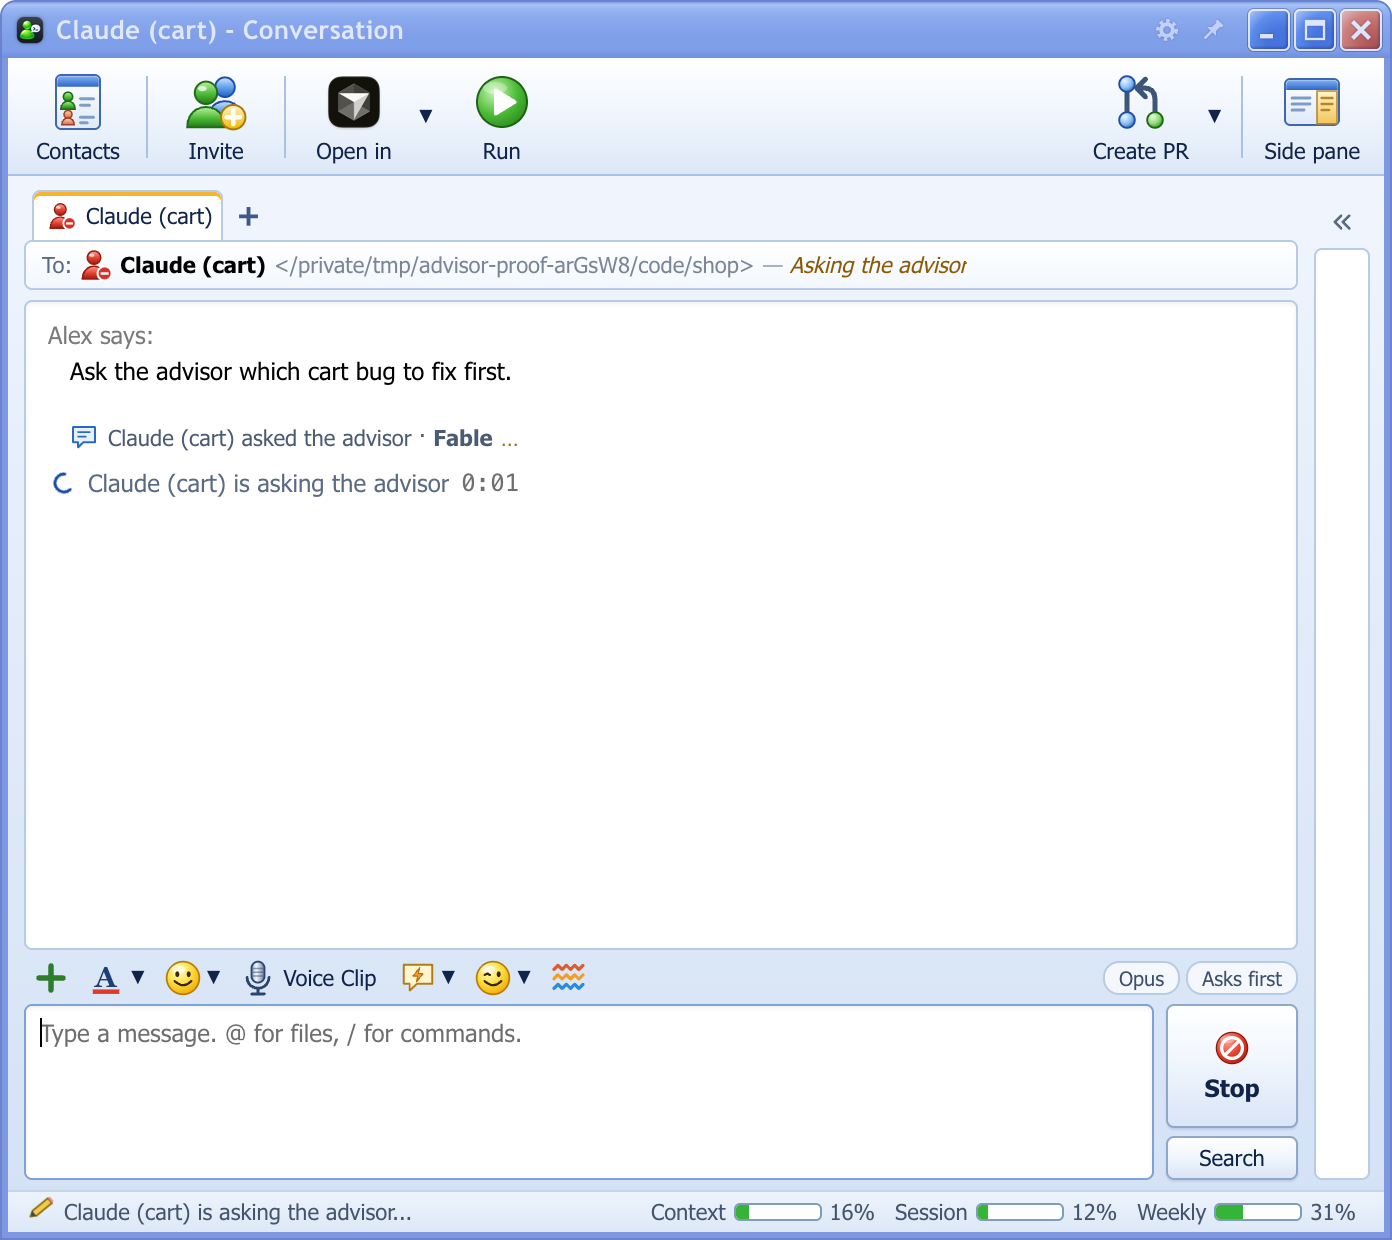 Claude (cart) - Conversation
Contacts
Invite
Open in
Run
Create PR
Side pane
Claude (cart)
To: Claude (cart) </private/tmp/advisor-proof-arGsW8/code/shop> — Asking the advisor
Alex says:
Ask the advisor which cart bug to fix first.
Claude (cart) asked the advisor · Fable ...
Claude (cart) is asking the advisor 0:01
A
Voice Clip
Opus
Asks first
Type a message. @ for files, / for commands.
Stop
Search
Claude (cart) is asking the advisor...
Context 16% Session 12% Weekly 31%